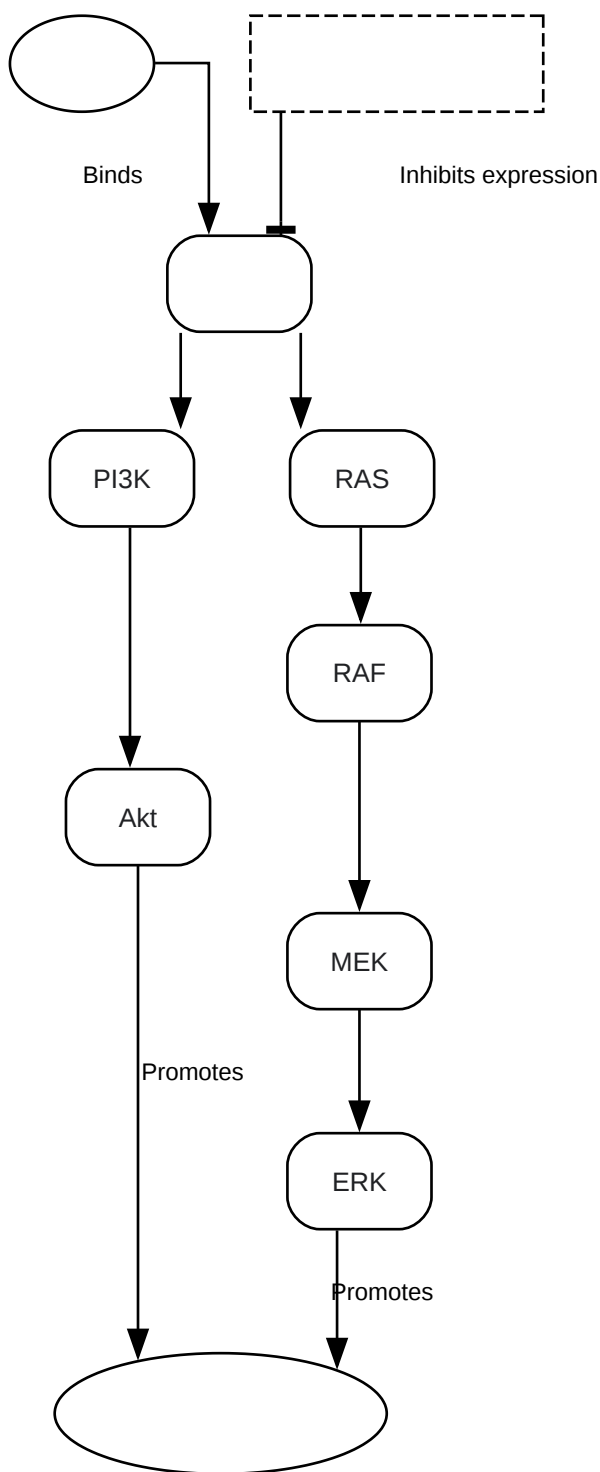 Binds
Inhibits expression
PI3K
RAS
RAF
Akt
MEK
Promotes
ERK
Promotes